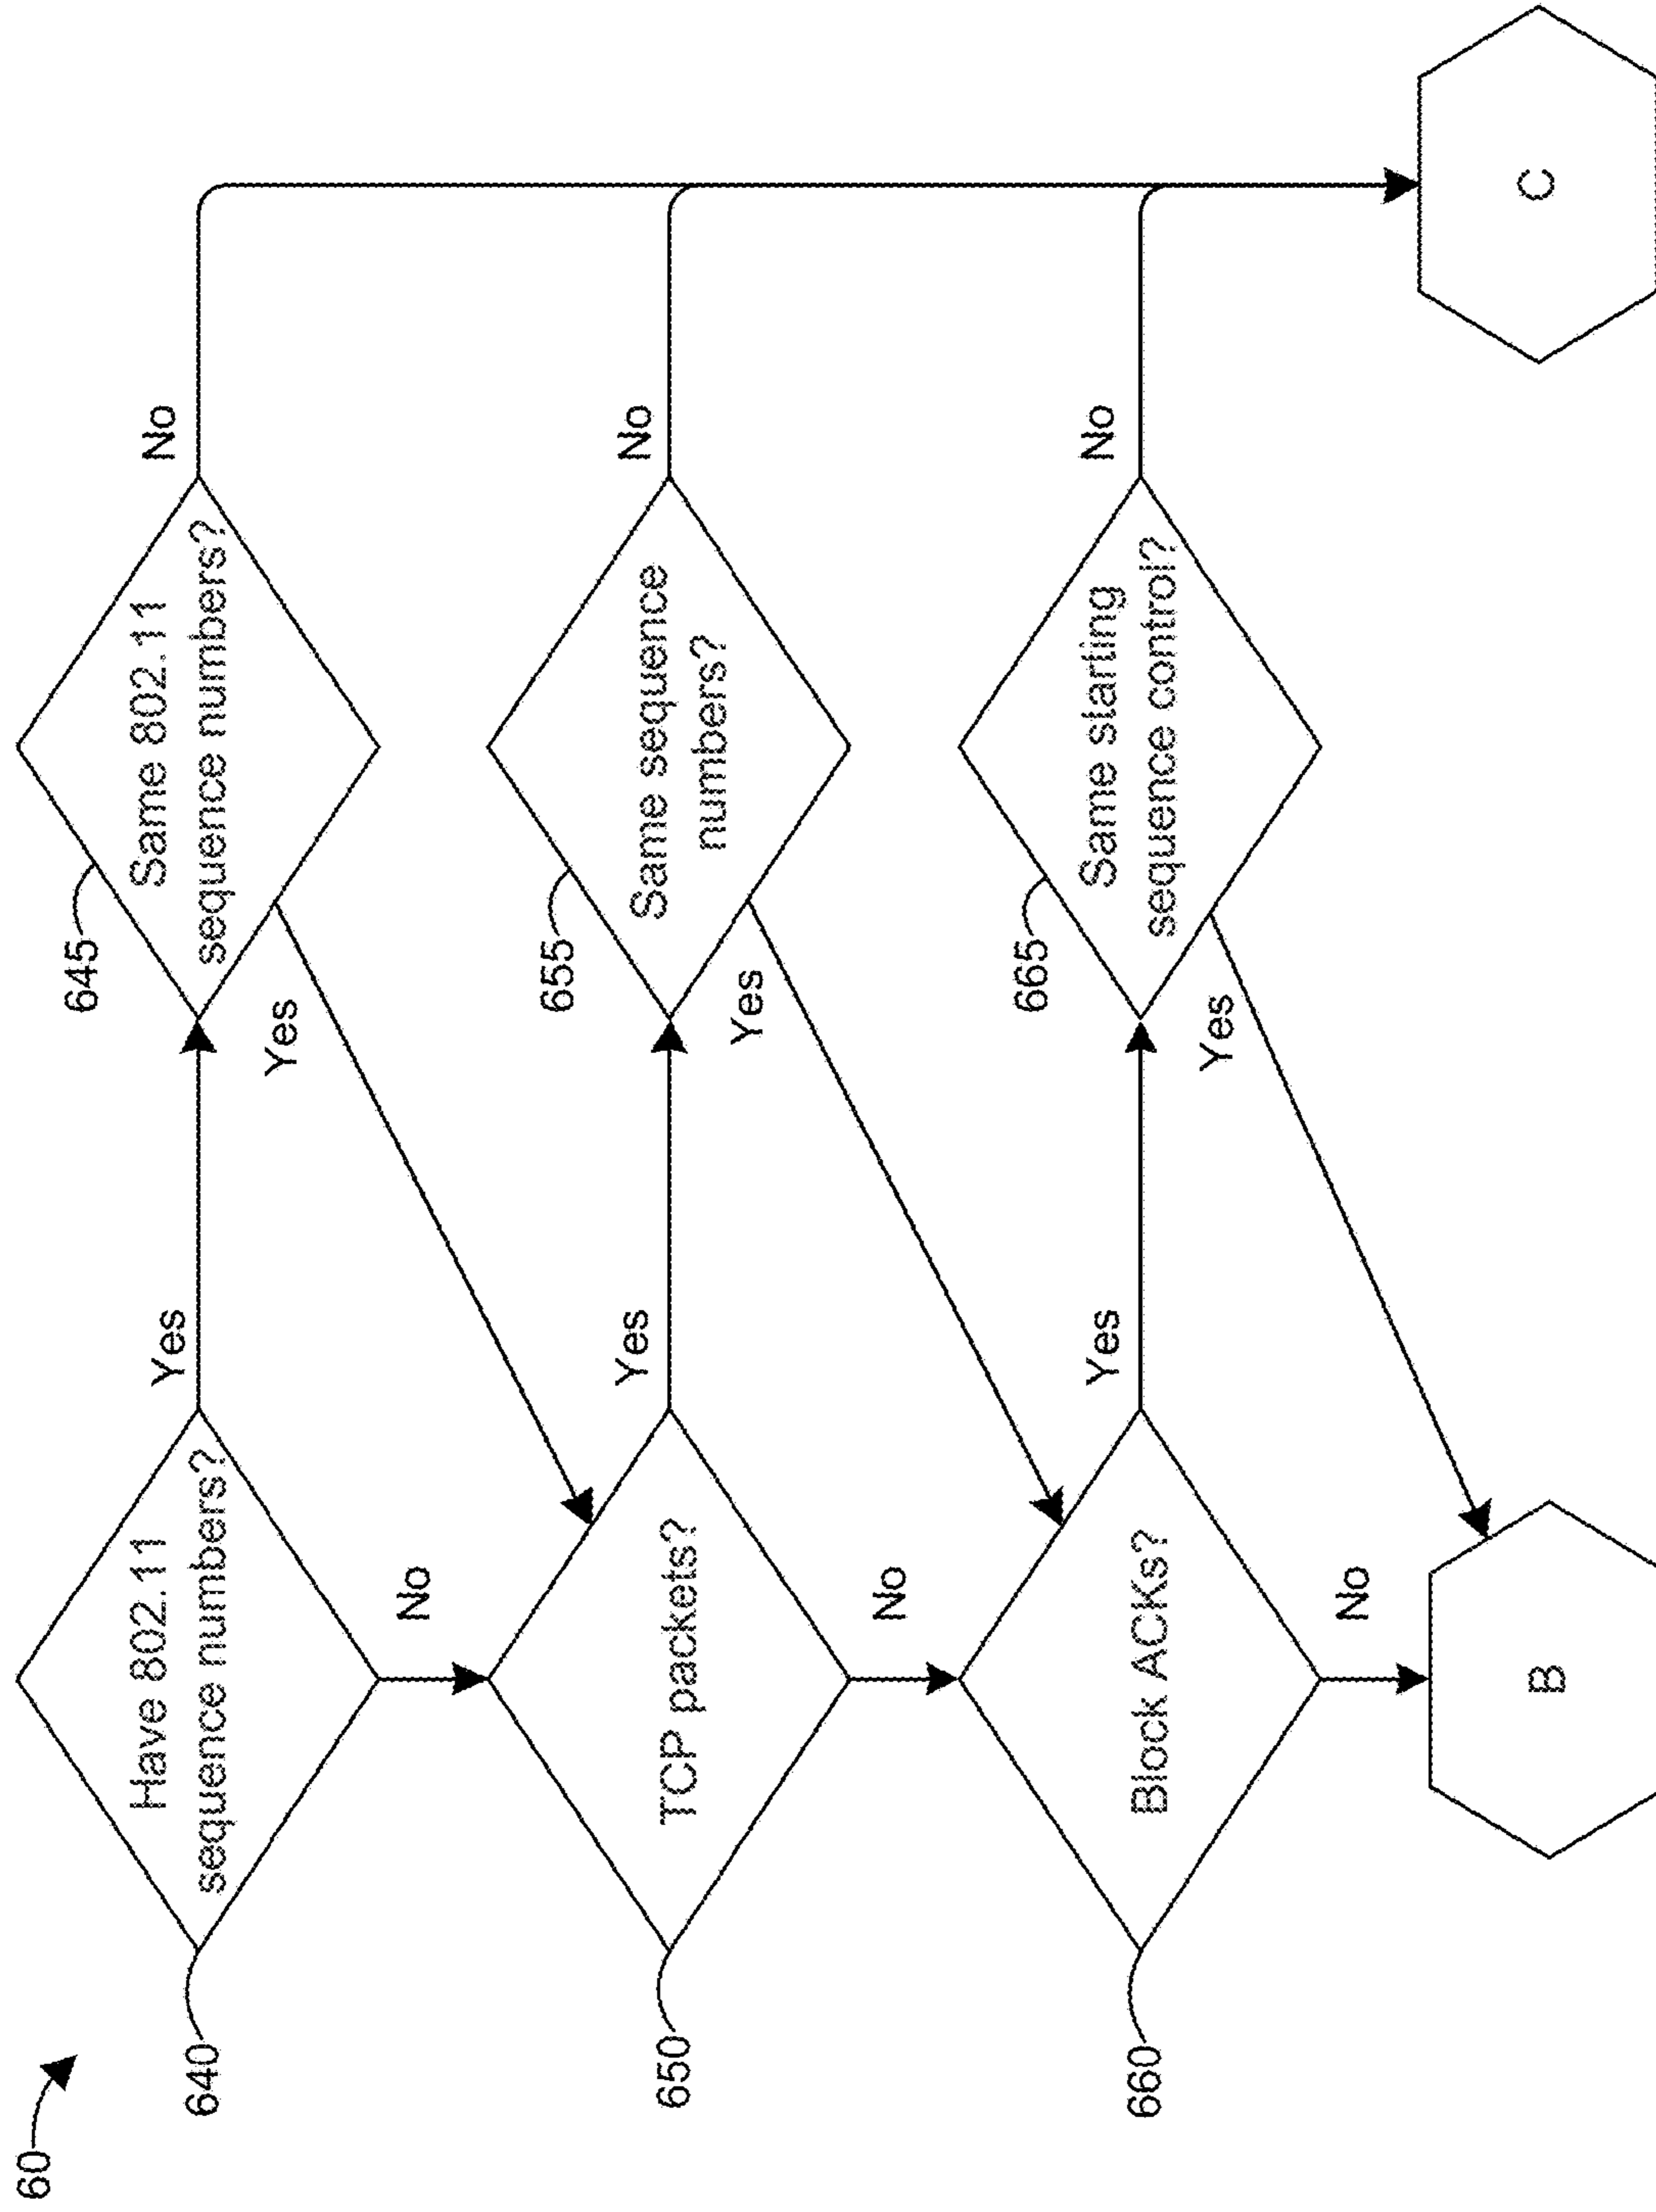 60
640
Have 802.11
sequence numbers?
Yes
645
Same 802.11
sequence numbers?
No
Yes
No
650
TCP packets?
Yes
655
Same sequence
numbers?
No
Yes
No
660
Block ACKs?
Yes
665
Same starting
sequence control?
No
Yes
No
B
C